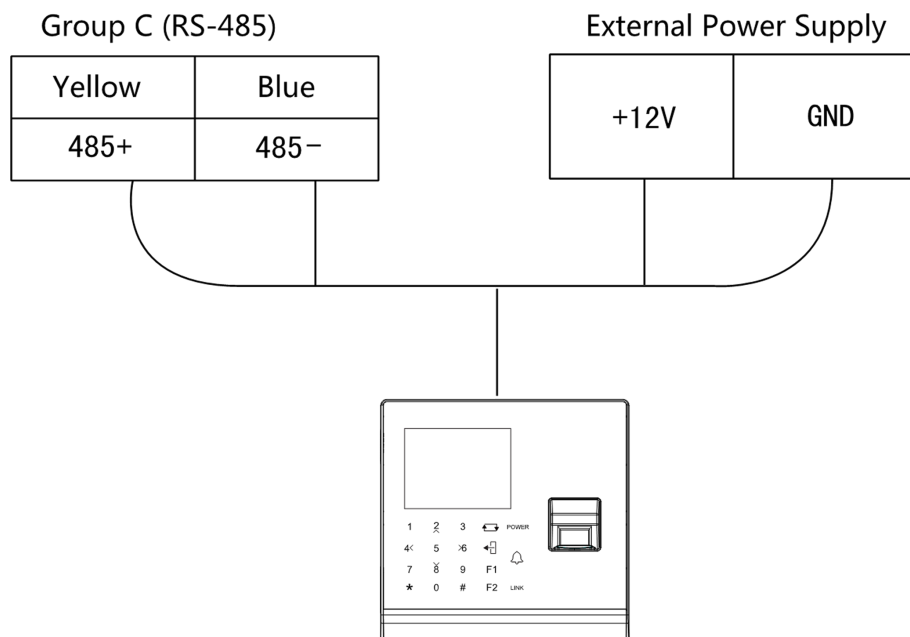 Group C (RS-485) External Power Supply
Yellow Blue
485+ 485− +12V GND
1 2 3 POWER
4< 5 >6
7 8 9 F1
* 0 # F2 LINK